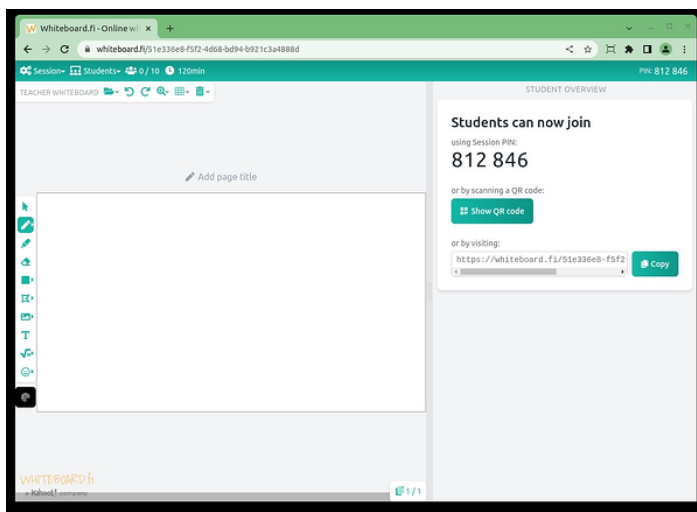 Whiteboard.fi - Online wh
whiteboard.fi/51e336e8-f5f2-4d68-bd94-b921c3a4888d
Session Students 0 / 10 120min PIN: 812 846
TEACHER WHITEBOARD
STUDENT OVERVIEW
Add page title
Students can now join
using Session PIN:
812 846
or by scanning a QR code:
Show QR code
or by visiting:
https://whiteboard.fi/51e336e8-f5f2
Copy
T
WHITEBOARD.fi
a Kahoot! company
1/1